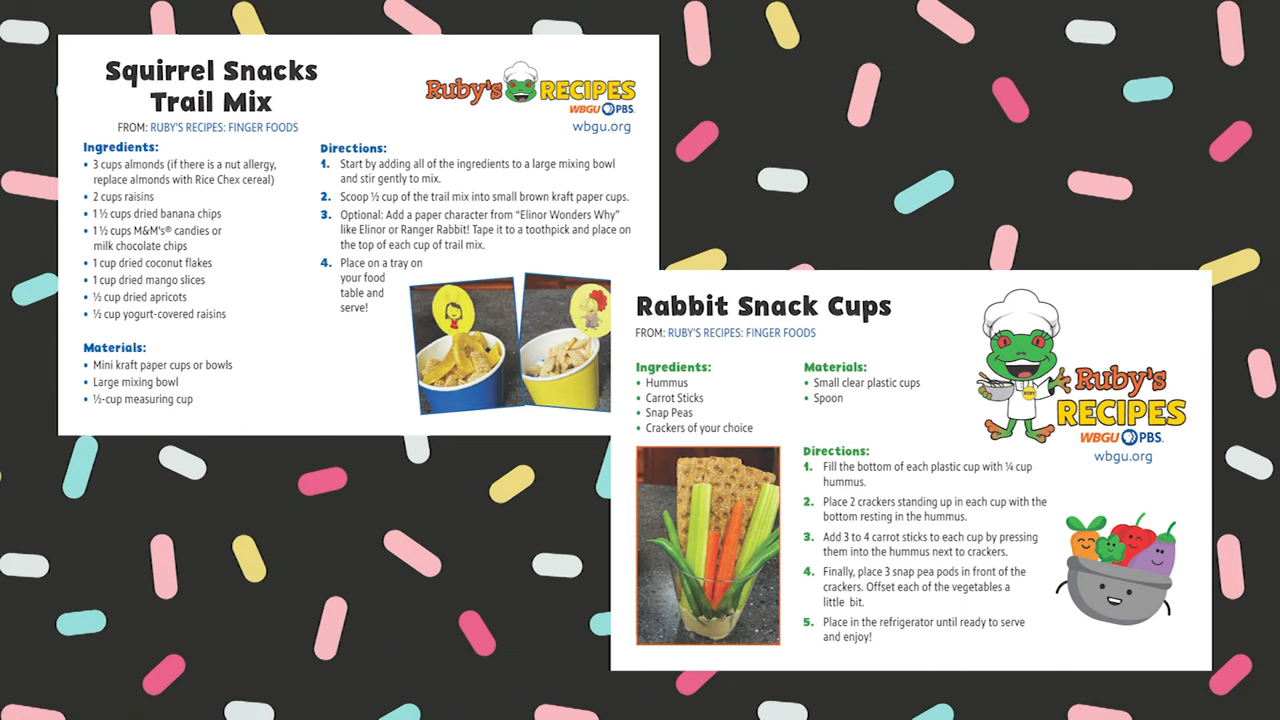 Squirrel Snacks
Trail Mix
FROM: RUBY'S RECIPES: FINGER FOODS
Ruby's RECIPES
WBGU PBS.
wbgu.org
Ingredients:
• 3 cups almonds (if there is a nut allergy,
replace almonds with Rice Chex cereal)
• 2 cups raisins
• 1 ½ cups dried banana chips
• 1 ½ cups M&M's® candies or
milk chocolate chips
• 1 cup dried coconut flakes
• 1 cup dried mango slices
• ½ cup dried apricots
• ½ cup yogurt-covered raisins
Materials:
• Mini kraft paper cups or bowls
• Large mixing bowl
• ½-cup measuring cup
Directions:
1. Start by adding all of the ingredients to a large mixing bowl
and stir gently to mix.
2. Scoop ½ cup of the trail mix into small brown kraft paper cups.
3. Optional: Add a paper character from “Elinor Wonders Why”
like Elinor or Ranger Rabbit! Tape it to a toothpick and place on
the top of each cup of trail mix.
4. Place on a tray on
your food
table and
serve!
Rabbit Snack Cups
FROM: RUBY'S RECIPES: FINGER FOODS
Ingredients:
• Hummus
• Carrot Sticks
• Snap Peas
• Crackers of your choice
Materials:
• Small clear plastic cups
• Spoon
RUBY
Ruby's
RECIPES
WBGU PBS.
wbgu.org
Directions:
1. Fill the bottom of each plastic cup with ¼ cup
hummus.
2. Place 2 crackers standing up in each cup with the
bottom resting in the hummus.
3. Add 3 to 4 carrot sticks to each cup by pressing
them into the hummus next to crackers.
4. Finally, place 3 snap pea pods in front of the
crackers. Offset each of the vegetables a
little bit.
5. Place in the refrigerator until ready to serve
and enjoy!